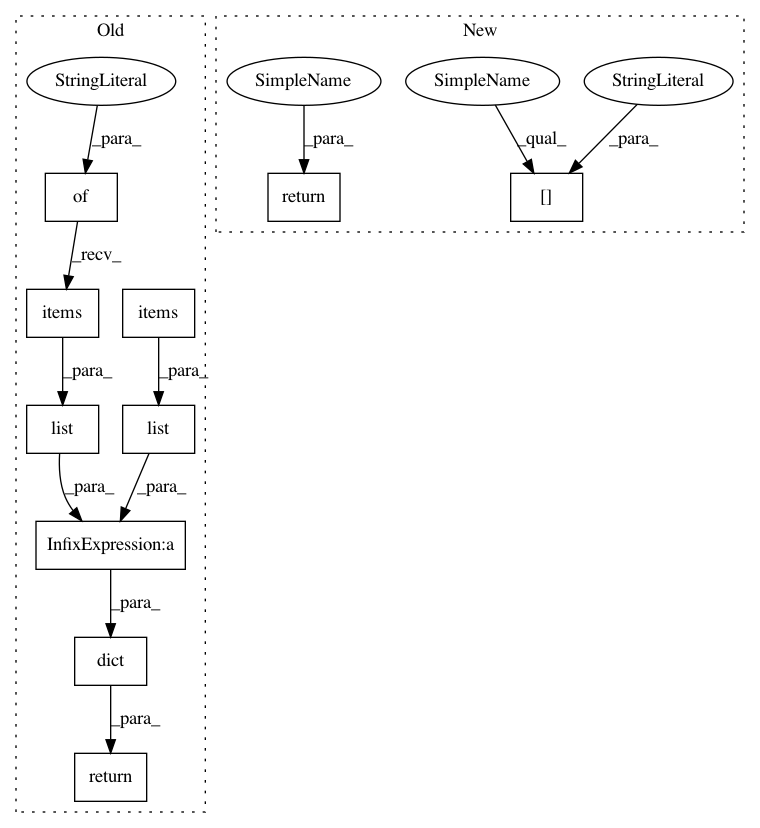 Old
New
StringLiteral
SimpleName
SimpleName
StringLiteral
_para_
_para_
_qual_
_para_
of
return
[]
_recv_
items
items
_para_
_para_
list
list
_para_
_para_
InfixExpression:a
_para_
dict
_para_
return